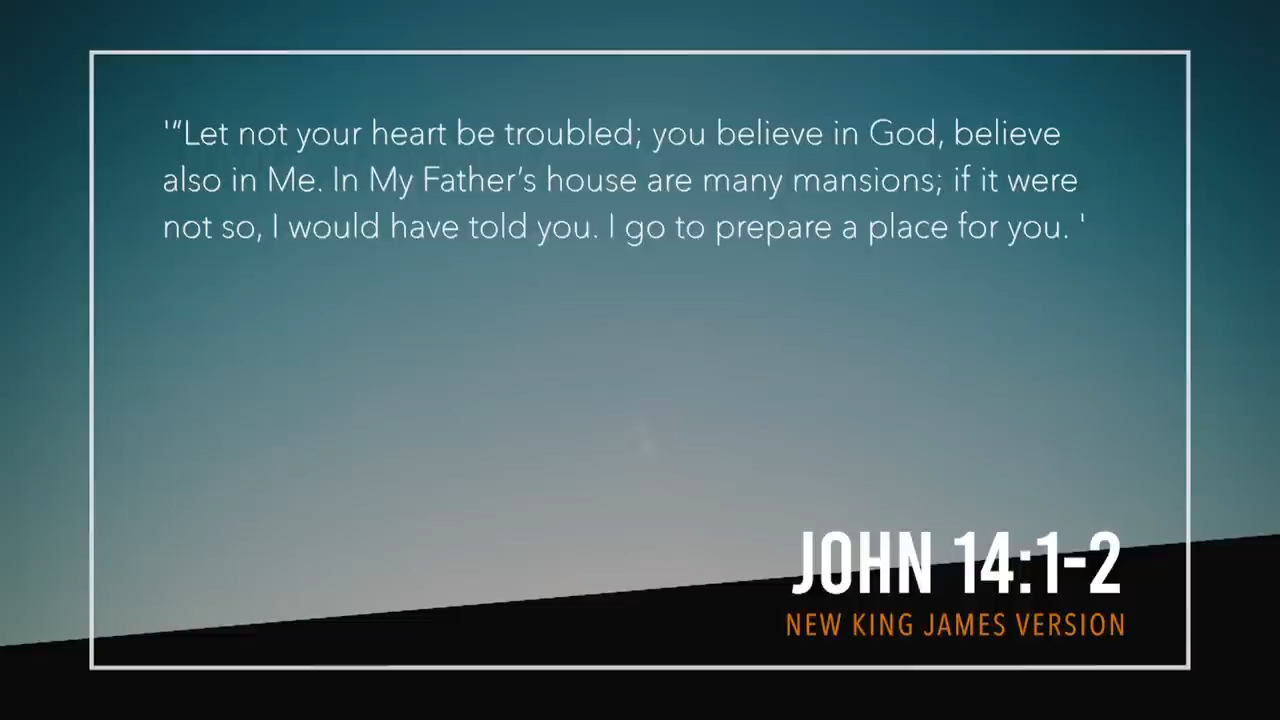 '“Let not your heart be troubled; you believe in God, believe
also in Me. In My Father’s house are many mansions; if it were
not so, I would have told you. I go to prepare a place for you. '
JOHN 14:1-2
NEW KING JAMES VERSION